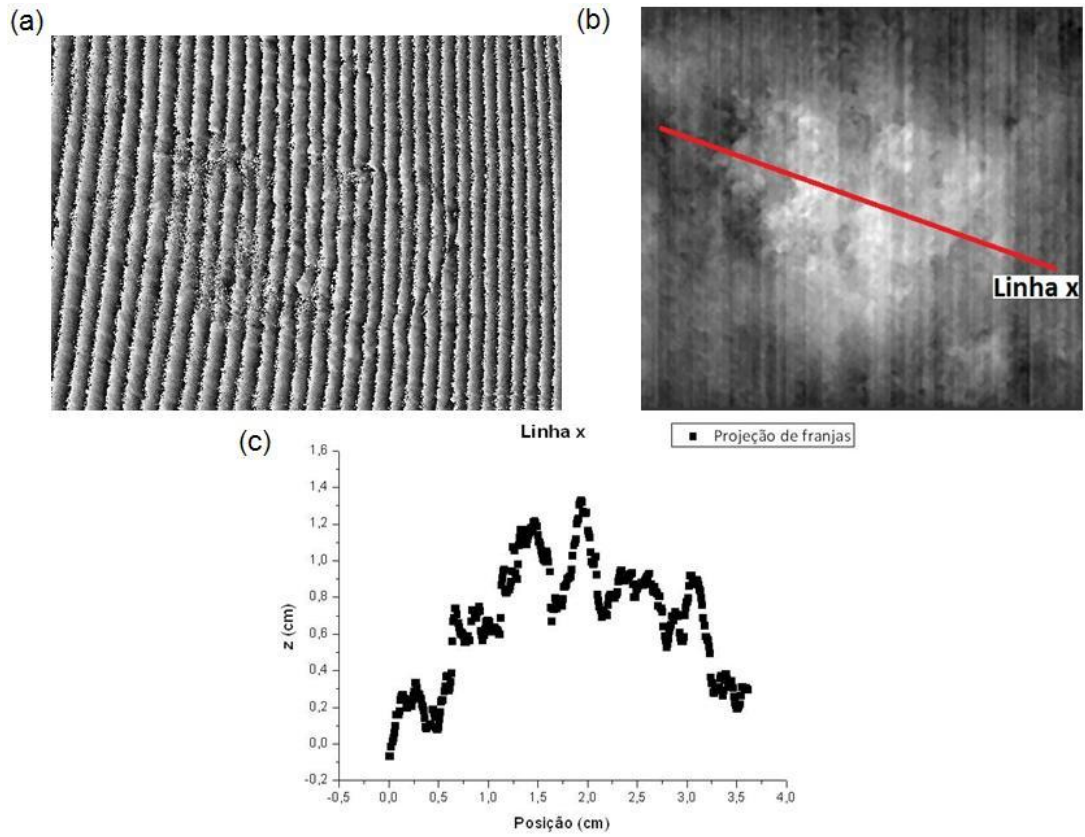 (a)
(b)
Linha x
(c)
Linha x
Projeção de franjas
1,6
1,4
1,2
1,0
0,8
0,6
0,4
0,2
0,0
-0,2
z (cm)
-0,5
0,0
0,5
1,0
1,5
2,0
2,5
3,0
3,5
4,0
Posição (cm)